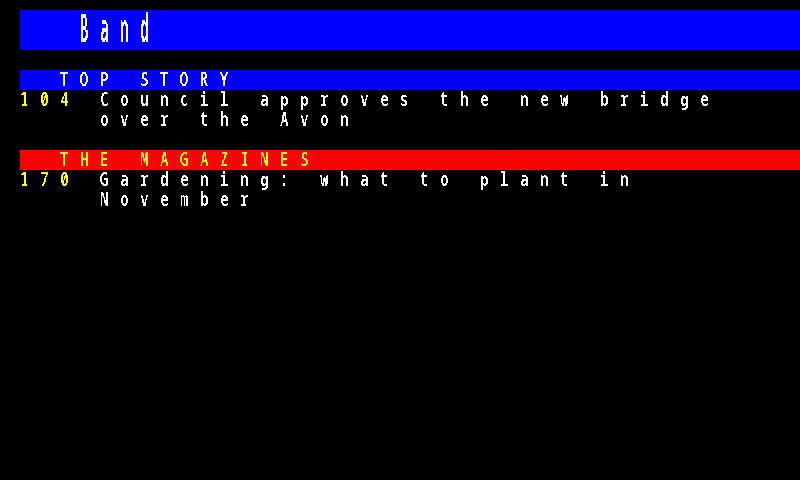 Band
TOP STORY
104 Council approves the new bridge
over the Avon
THE MAGAZINES
170 Gardening: what to plant in
November